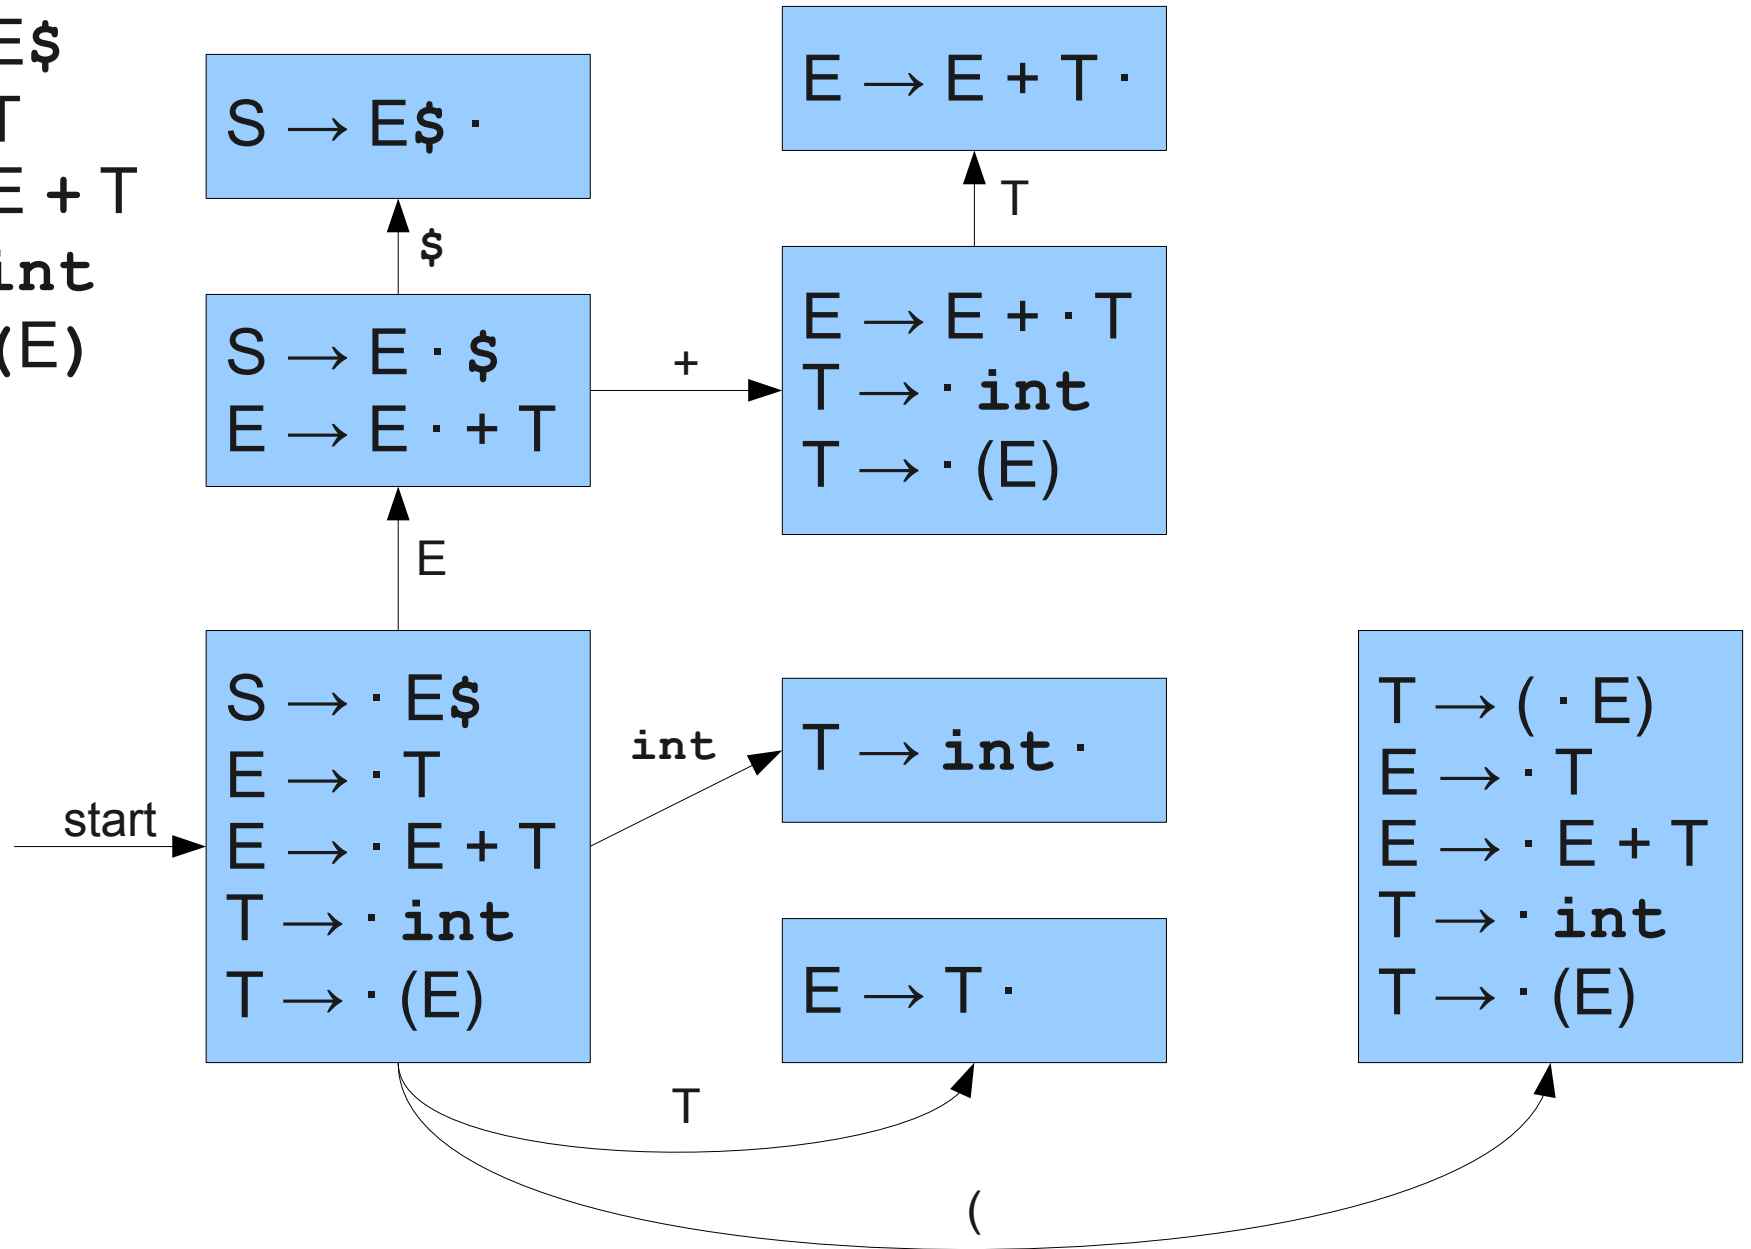 E$
T
E + T
int
(E)
S → E$ ·
$
S → E · $
E → E · + T
E
+
E → E + T ·
T
E → E + · T
T → · int
T → · (E)
start
S → · E$
E → · T
E → · E + T
T → · int
T → · (E)
int
T → int ·
E → T ·
T
(
T → ( · E)
E → · T
E → · E + T
T → · int
T → · (E)